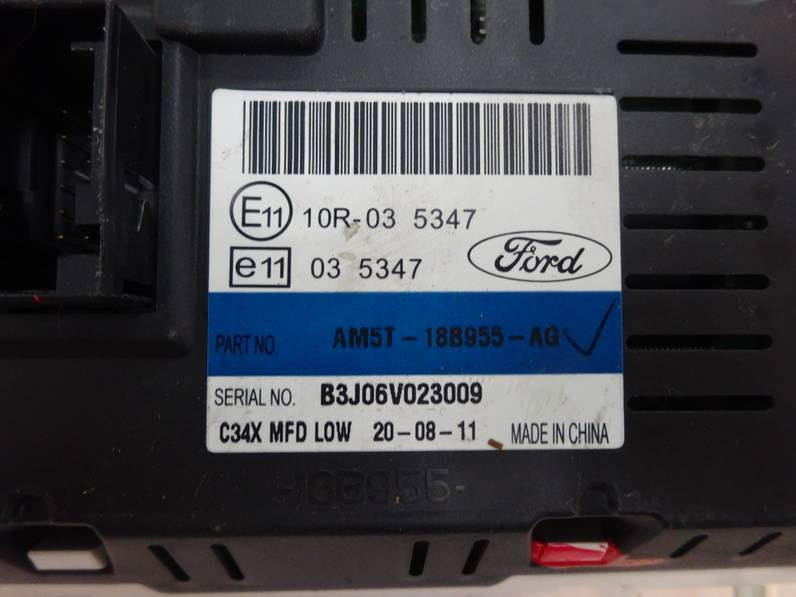 E11 10R-03 5347
e11 03 5347
Ford
PART NO. AM5T-18B955-AG
SERIAL NO. B3J06V023009
C34X MFD LOW 20-08-11 MADE IN CHINA
-18B955-